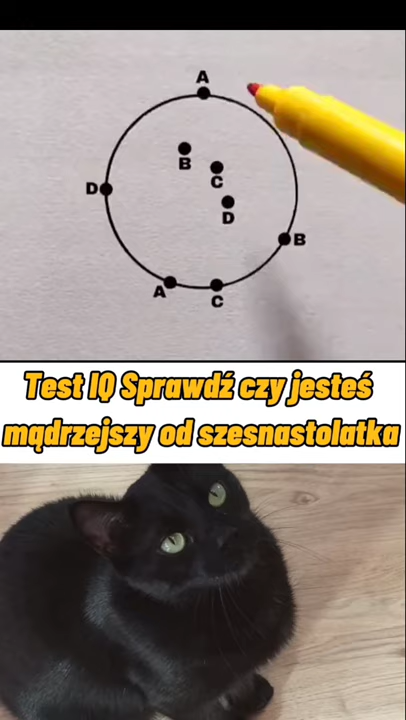 A
B
C
D
D
B
A
C
Test IQ Sprawdź czy jesteś
mądrzejszy od szesnastolatka